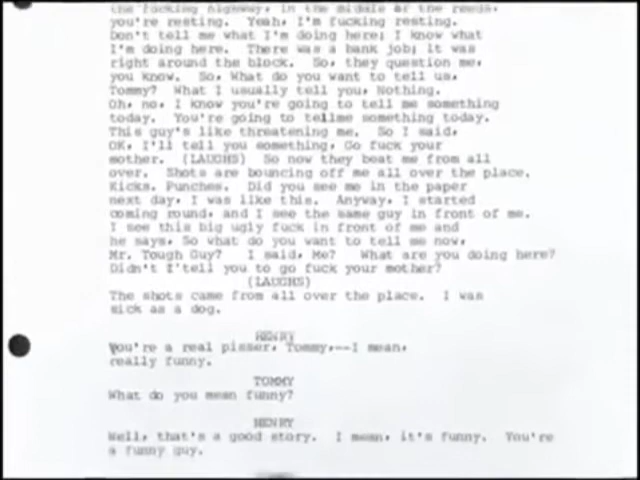 the fucking highway, in the middle of the reeds,
you're resting.  Yeah, I'm fucking resting.
Don't tell me what I'm doing here; I know what
I'm doing here.  There was a bank job; it was
right around the block.  So, they question me,
you know.  So, What do you want to tell us,
Tommy?  What I usually tell you, Nothing.
Oh, no, I know you're going to tell me something
today.  You're going to tellme something today.
This guy's like threatening me.  So I said,
OK, I'll tell you something, Go fuck your
mother.  (LAUGHS)  So now they beat me from all
over.  Shots are bouncing off me all over the place.
Kicks. Punches.  Did you see me in the paper
next day, I was like this.  Anyway, I started
coming round, and I see the same guy in front of me.
I see this big ugly fuck in front of me and
he says, So what do you want to tell me now,
Mr. Tough Guy?  I said, Me?  What are you doing here?
Didn't I'tell you to go fuck your mother?
(LAUGHS)
The shots came from all over the place.  I was
sick as a dog.
HENRY
You're a real pisser, Tommy,--I mean,
really funny.
TOMMY
What do you mean funny?
HENRY
Well, that's a good story.  I mean, it's funny.  You're
a funny guy.